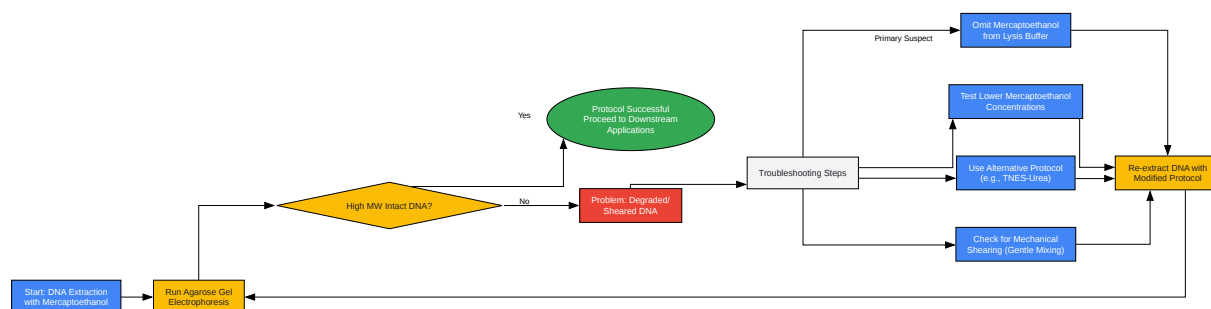 Omit Mercaptoethanol
from Lysis Buffer
Primary Suspect
Test Lower Mercaptoethanol
Concentrations
Yes
Protocol Successful
Proceed to Downstream
Applications
Troubleshooting Steps
Use Alternative Protocol
(e.g., TNES-Urea)
Re-extract DNA with
Modified Protocol
High MW Intact DNA?
No
Problem: Degraded/
Sheared DNA
Check for Mechanical
Shearing (Gentle Mixing)
Start: DNA Extraction
with Mercaptoethanol
Run Agarose Gel
Electrophoresis